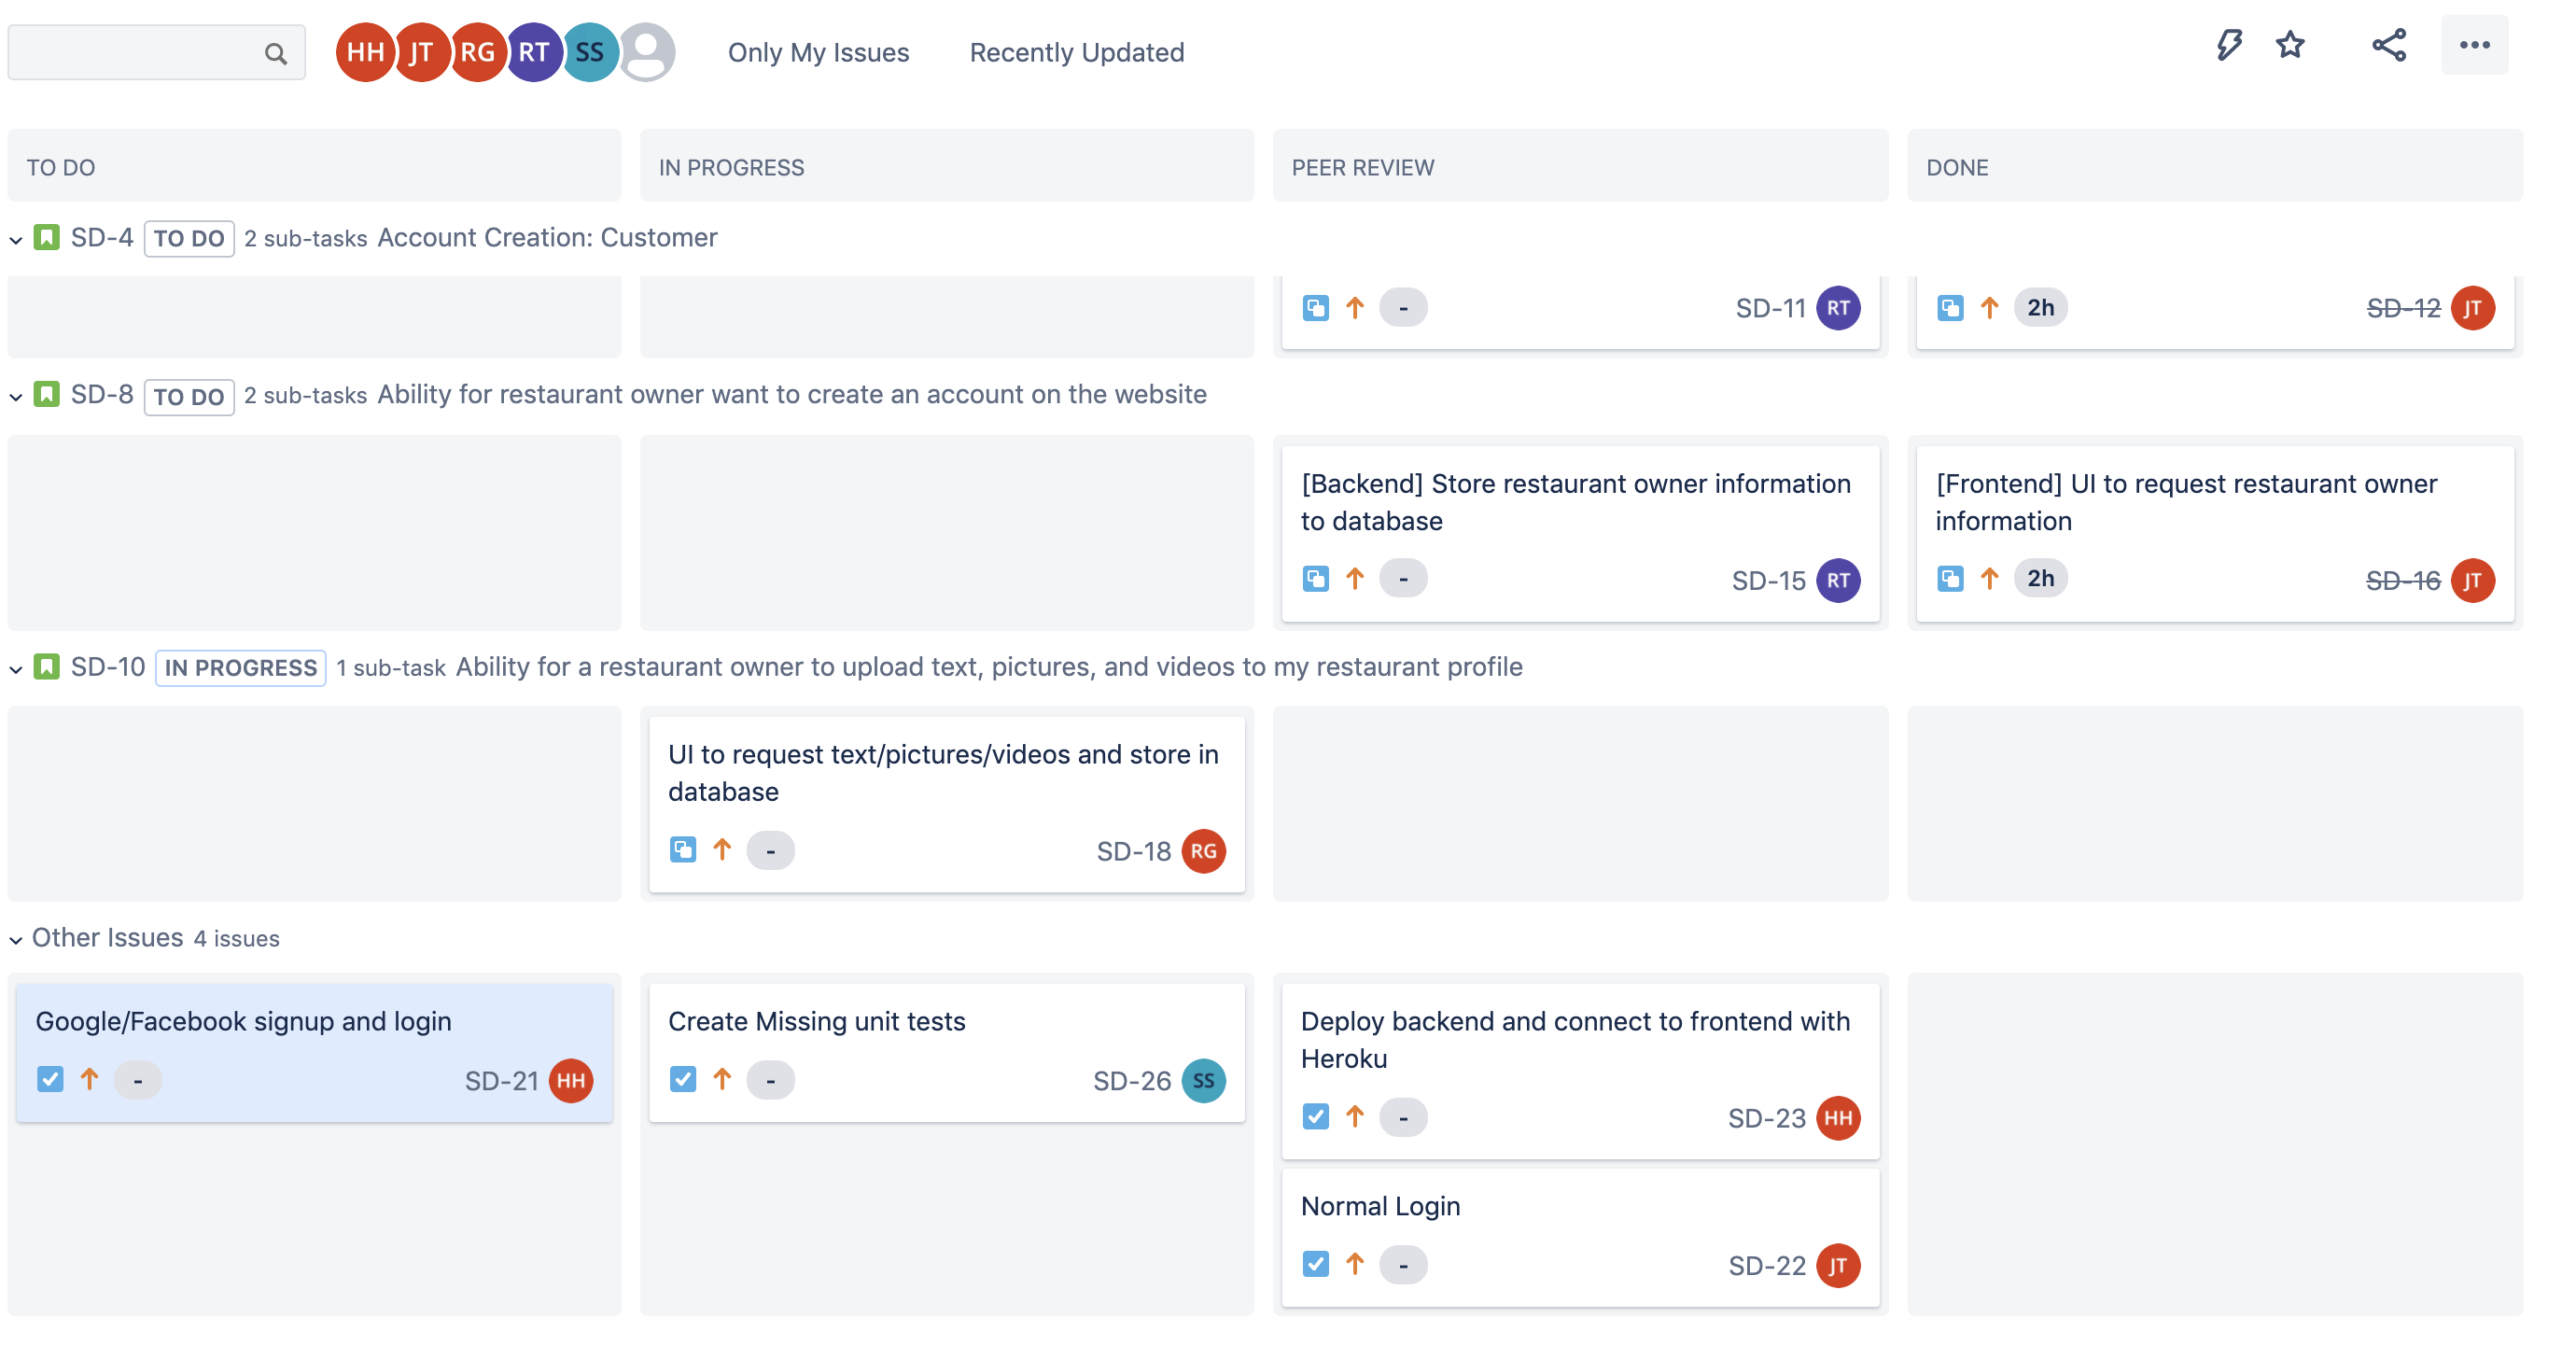 HH JT RG RT SS Only My Issues Recently Updated
TO DO IN PROGRESS PEER REVIEW DONE
SD-4 TO DO 2 sub-tasks Account Creation: Customer
- SD-11 RT 2h SD-12 JT
SD-8 TO DO 2 sub-tasks Ability for restaurant owner want to create an account on the website
[Backend] Store restaurant owner information
to database
- SD-15 RT
[Frontend] UI to request restaurant owner
information
2h SD-16 JT
SD-10 IN PROGRESS 1 sub-task Ability for a restaurant owner to upload text, pictures, and videos to my restaurant profile
UI to request text/pictures/videos and store in
database
- SD-18 RG
Other Issues 4 issues
Google/Facebook signup and login
- SD-21 HH
Create Missing unit tests
- SD-26 SS
Deploy backend and connect to frontend with
Heroku
- SD-23 HH
Normal Login
- SD-22 JT